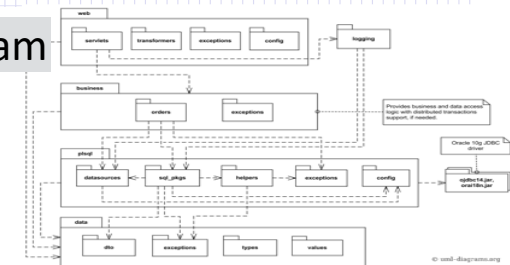 am
web
servlets
transformers
exceptions
config
logging
business
orders
exceptions
Provides business and data access
logic with distributed transactions
support, if needed.
Oracle 10g JDBC
driver
plsql
datasources
sql_pkgs
helpers
exceptions
config
ojdbc14.jar,
data
dto
exceptions
types
values
© uml-diagrams.org